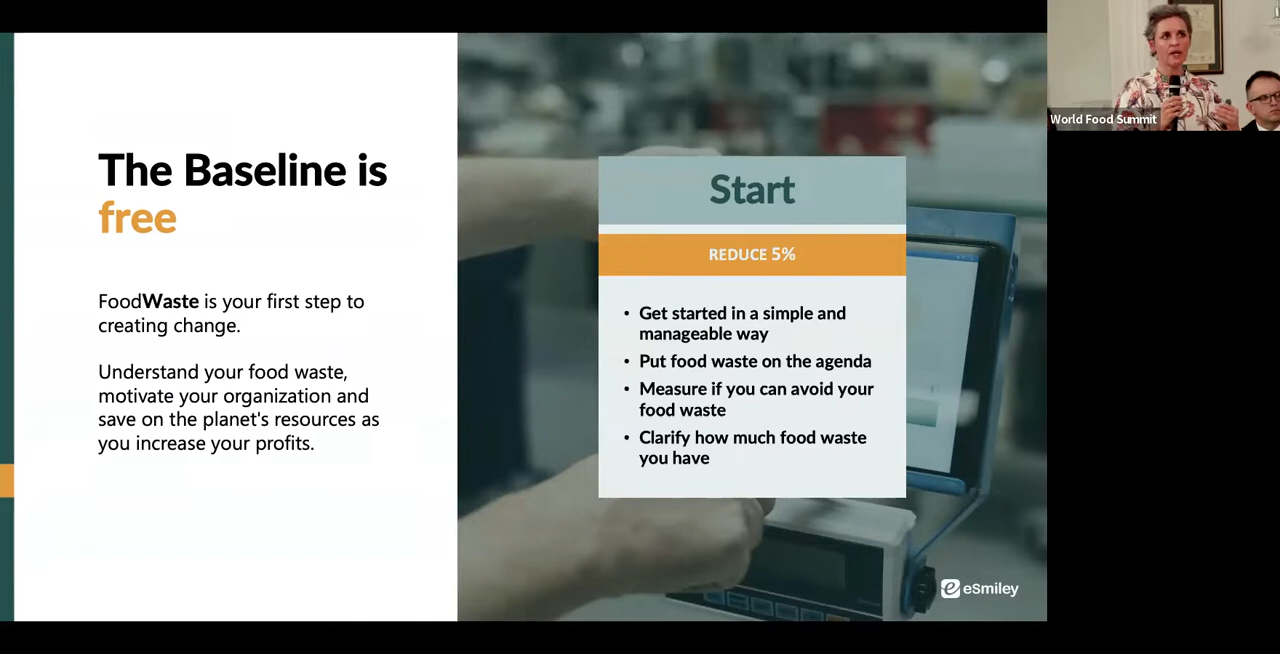 The Baseline is
free
FoodWaste is your first step to
creating change.
Understand your food waste,
motivate your organization and
save on the planet's resources as
you increase your profits.
Start
REDUCE 5%
• Get started in a simple and
manageable way
• Put food waste on the agenda
• Measure if you can avoid your
food waste
• Clarify how much food waste
you have
eSmiley
World Food Summit